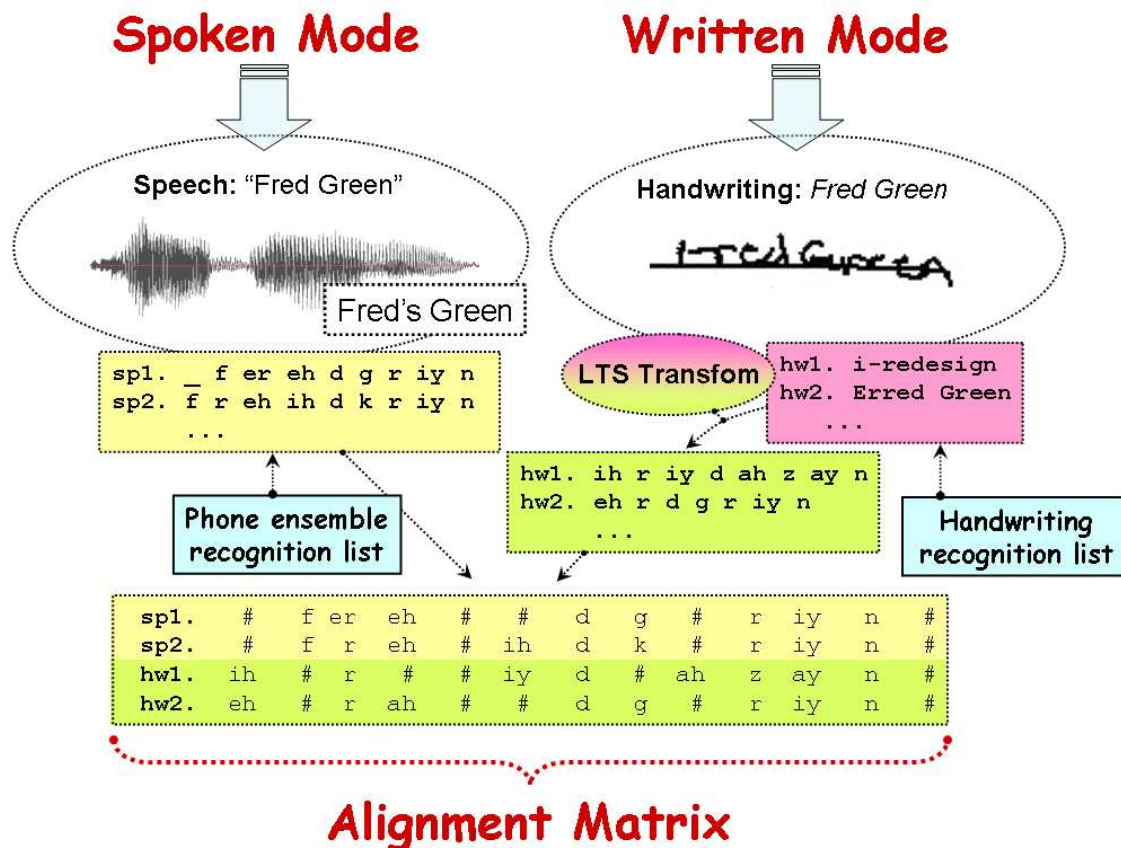 Spoken Mode
Written Mode
Speech: “Fred Green”
Fred's Green
Handwriting: Fred Green
sp1. _ f er eh d g r iy n
sp2. f r eh ih d k r iy n
...
LTS Transfom
hw1. i-redesign
hw2. Erred Green
...
hw1. ih r iy d ah z ay n
hw2. eh r d g r iy n
...
Phone ensemble
recognition list
Handwriting
recognition list
sp1. # f er eh # # d g # r iy n #
sp2. # f r eh # ih d k # r iy n #
hw1. ih # r # # iy d # ah z ay n #
hw2. eh # r ah # # d g # r iy n #
Alignment Matrix